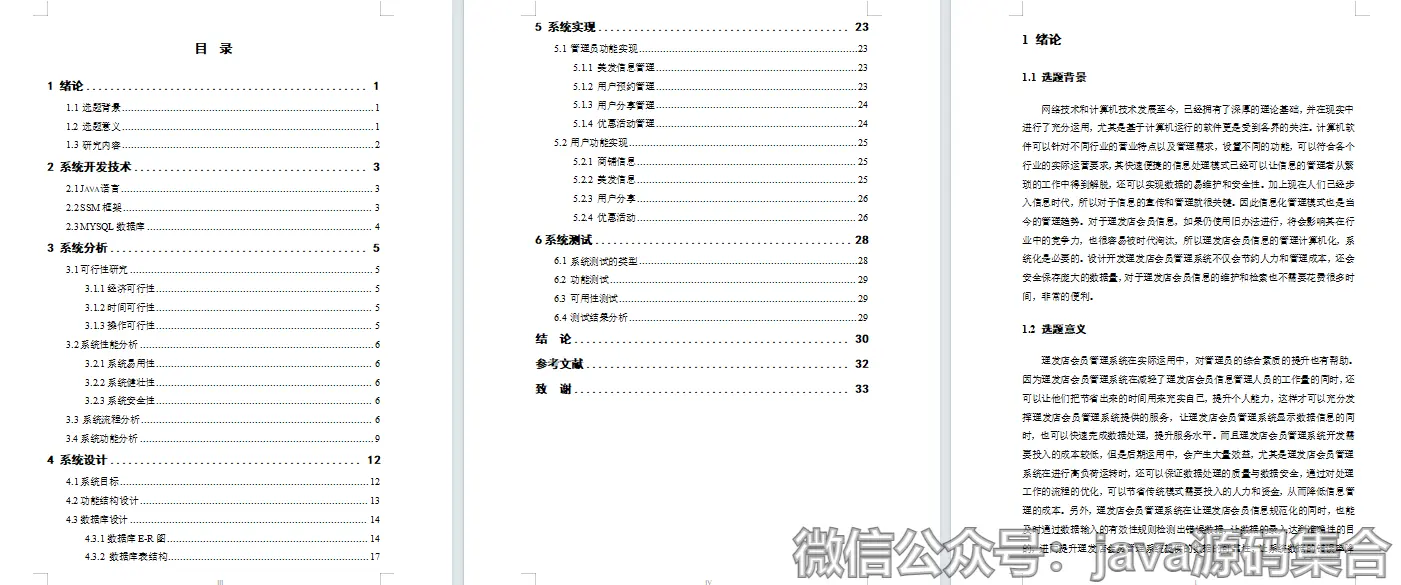 目 录
1 绪论 1
1.1 选题背景 1
1.2 选题意义 1
1.3 研究内容 2
2 系统开发技术 3
2.1JAVA语言 3
2.2SSM框架 3
2.3MYSQL数据库 4
3 系统分析 5
3.1可行性研究 5
3.1.1经济可行性 5
3.1.2时间可行性 5
3.1.3操作可行性 5
3.2系统性能分析 6
3.2.1系统易用性 6
3.2.2系统健壮性 6
3.2.3系统安全性 6
3.3 系统流程分析 6
3.4系统功能分析 9
4 系统设计 12
4.1系统目标 12
4.2功能结构设计 13
4.3数据库设计 14
4.3.1数据库E-R图 14
4.3.2 数据库表结构 17
III
5 系统实现 23
5.1管理员功能实现 23
5.1.1 美发信息管理 23
5.1.2 用户预约管理 23
5.1.3 用户分享管理 24
5.1.4 优惠活动管理 24
5.2用户功能实现 25
5.2.1 商铺信息 25
5.2.2 美发信息 25
5.2.3 用户分享 26
5.2.4 优惠活动 26
6系统测试 28
6.1 系统测试的类型 28
6.2 功能测试 29
6.3 可用性测试 29
6.4 测试结果分析 29
结 论 30
参考文献 32
致 谢 33
IV
1 绪论
1.1 选题背景
网络技术和计算机技术发展至今，已经拥有了深厚的理论基础，并在现实中
进行了充分运用，尤其是基于计算机运行的软件更是受到各界的关注。计算机软
件可以针对不同行业的营业特点以及管理需求，设置不同的功能，可以符合各个
行业的实际运营要求，其快速便捷的信息处理模式已经可以让信息的管理者从繁
琐的工作中得到解脱，还可以实现数据的易维护和安全性。加上现在人们已经步
入信息时代，所以对于信息的宣传和管理就很关键。因此信息化管理模式也是当
今的管理趋势。对于理发店会员信息，如果仍使用旧办法进行，将会影响其在行
业中的竞争力，也很容易被时代淘汰，所以理发店会员信息的管理计算机化，系
统化是必要的。设计开发理发店会员管理系统不仅会节约人力和管理成本，还会
安全保存庞大的数据量，对于理发店会员信息的维护和检索也不需要花费很多时
间，非常的便利。
1.2 选题意义
理发店会员管理系统在实际运用中，对管理员的综合素质的提升也有帮助。
因为理发店会员管理系统在减轻了理发店会员信息管理人员的工作量的同时，还
可以让他们把节省出来的时间用来充实自己，提升个人能力，这样才可以充分发
挥理发店会员管理系统提供的服务，让理发店会员管理系统显示数据信息的同
时，也可以快速完成数据处理，提升服务水平。而且理发店会员管理系统开发需
要投入的成本较低，但是后期运用中，会产生大量效益，尤其是理发店会员管理
系统在进行高负荷运转时，还可以保证数据处理的质量与数据安全，通过对处理
工作的流程的优化，可以节省传统模式需要投入的人力和资金，从而降低信息管
理的成本。另外，理发店会员管理系统在让理发店会员信息规范化的同时，也能
及时通过数据输入的有效性规则检测出错误数据，让数据的录入达到准确性的目
微信公众号：java源码集合